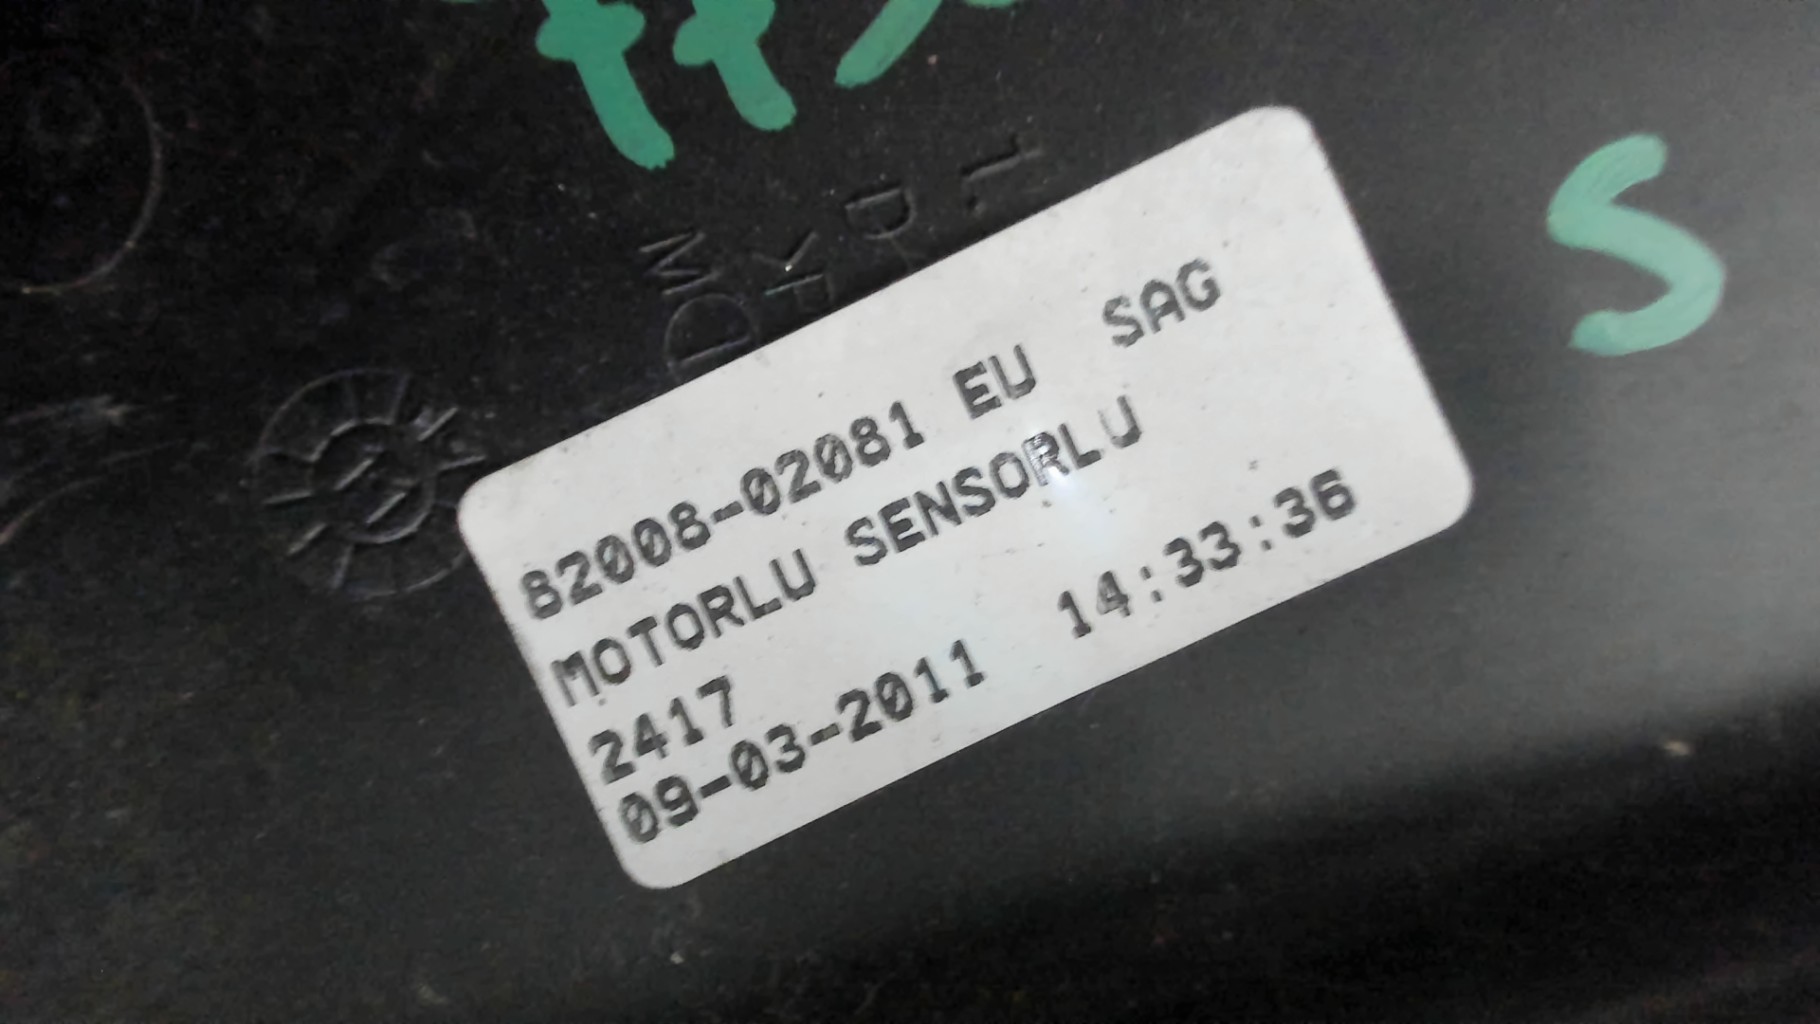 S
82008-02081 EU SAG
MOTORLU SENSORLU
2417
09-03-2011 14:33:36